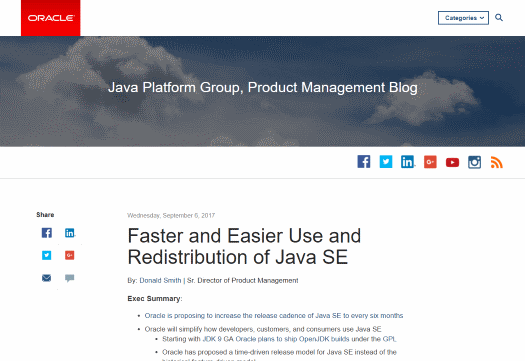 ORACLE
Categories
Java Platform Group, Product Management Blog
Share
Wednesday, September 6, 2017
Faster and Easier Use and
Redistribution of Java SE
By: Donald Smith | Sr. Director of Product Management
Exec Summary:
Oracle is proposing to increase the release cadence of Java SE to every six months
Oracle will simplify how developers, customers, and consumers use Java SE
Starting with JDK 9 GA Oracle plans to ship OpenJDK builds under the GPL
Oracle has proposed a time-driven release model for Java SE instead of the